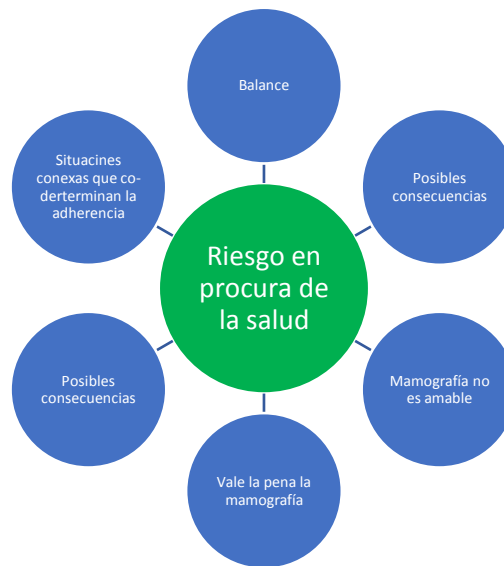 Balance
Situacines
conexas que co-
derterminan la
adherencia
Posibles
consecuencias
Riesgo en
procura de
la salud
Posibles
consecuencias
Mamografía no
es amable
Vale la pena la
mamografía